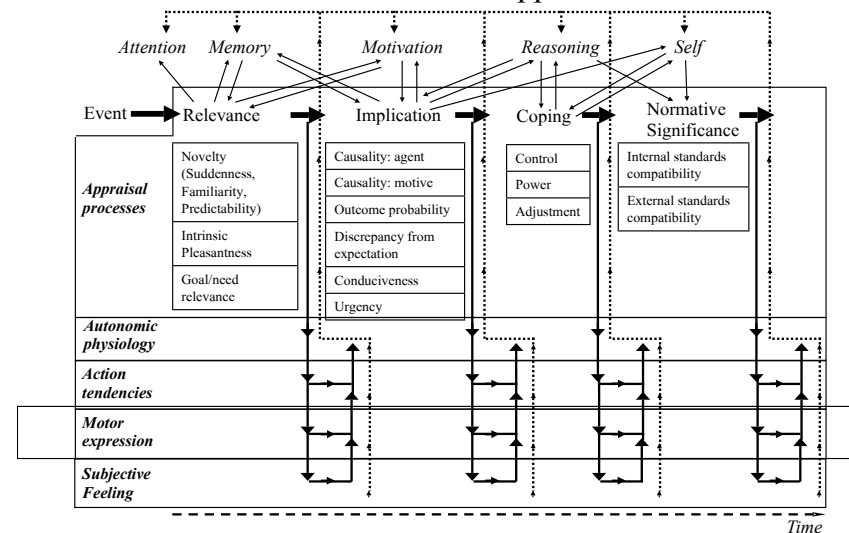 Attention Memory Motivation Reasoning Self
Event Relevance Implication Coping Normative
Significance
Appraisal
processes
Novelty
(Suddenness,
Familiarity,
Predictability)
Intrinsic
Pleasantness
Goal/need
relevance
Causality: agent
Causality: motive
Outcome probability
Discrepancy from
expectation
Conduciveness
Urgency
Control
Power
Adjustment
Internal standards
compatibility
External standards
compatibility
Autonomic
physiology
Action
tendencies
Motor
expression
Subjective
Feeling
Time